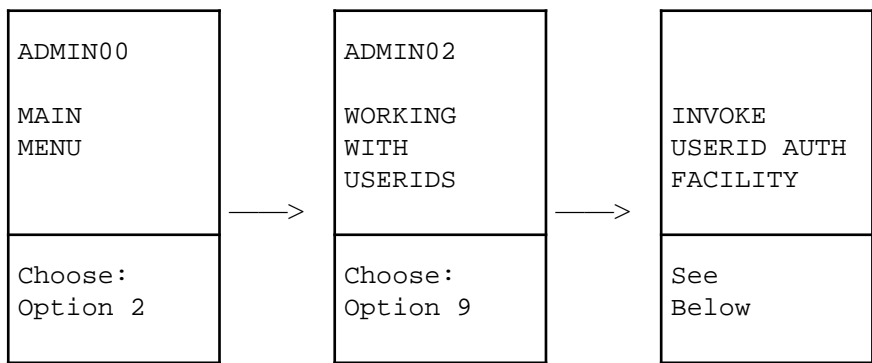 ADMIN00
MAIN
MENU
Choose:
Option 2
———>
ADMIN02
WORKING
WITH
USERIDS
Choose:
Option 9
———>
INVOKE
USERID AUTH
FACILITY
See
Below